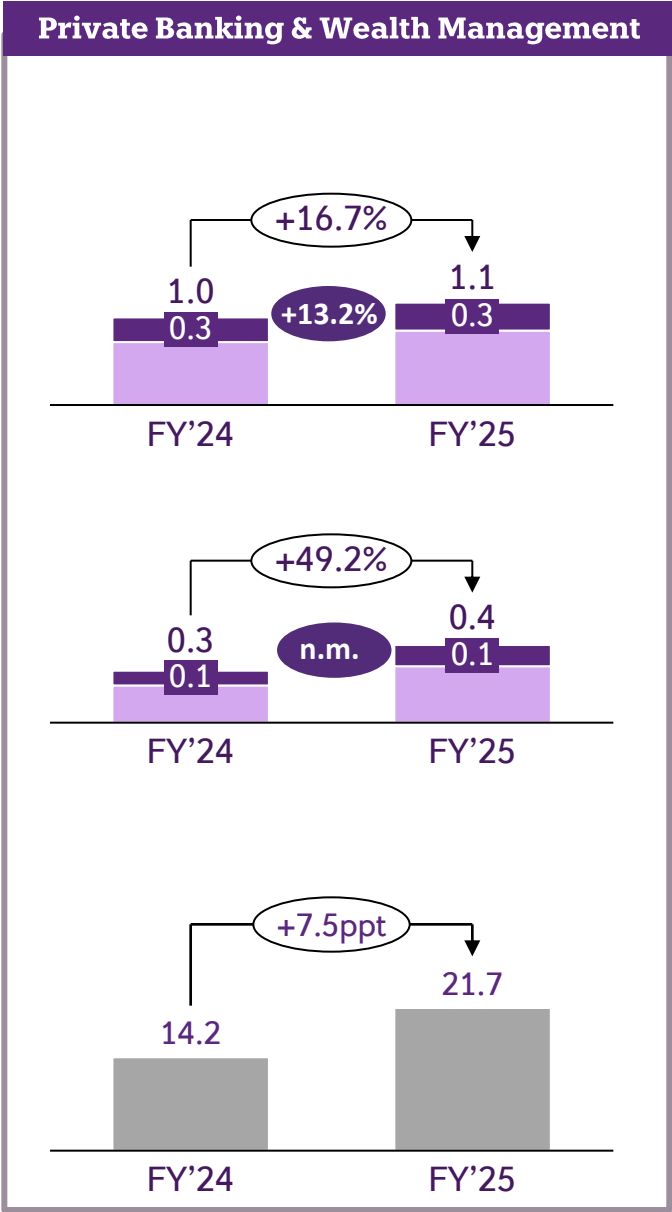 Private Banking & Wealth Management
+16.7%
1.0
1.1
0.3
+13.2%
0.3
FY’24
FY’25
+49.2%
0.3
0.4
0.1
n.m.
0.1
FY’24
FY’25
+7.5ppt
14.2
21.7
FY’24
FY’25